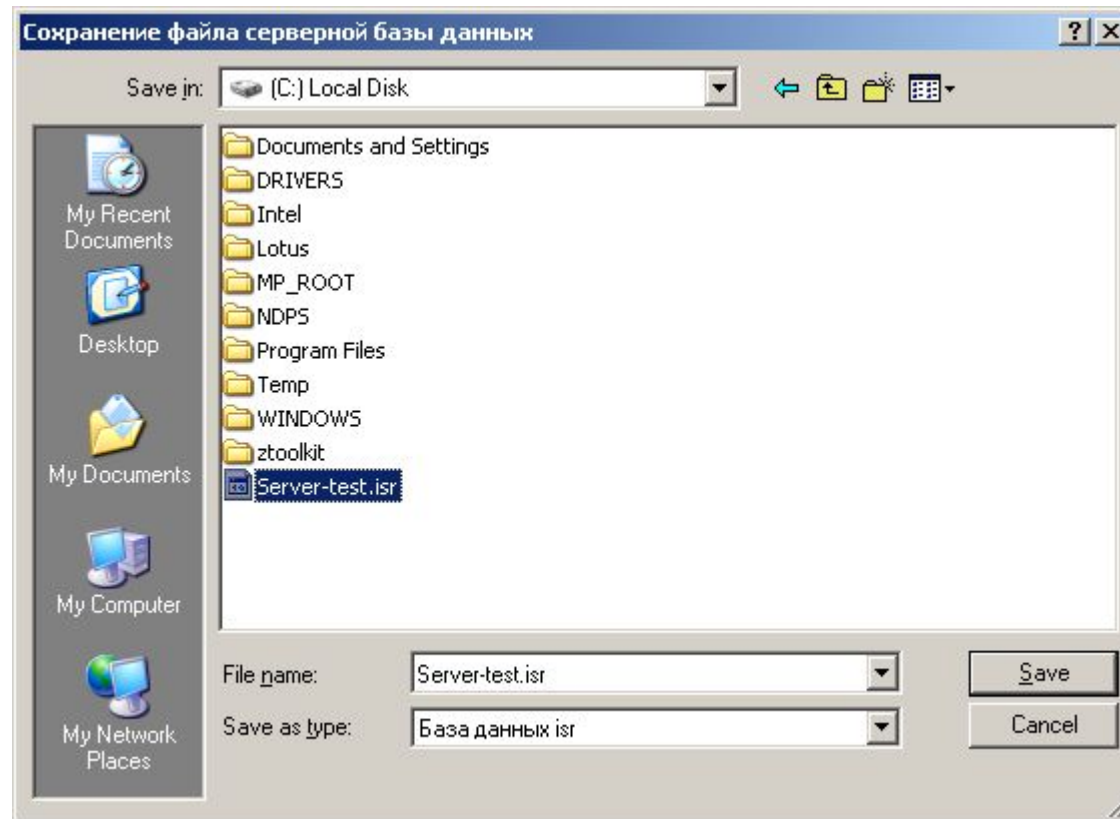 Сохранение файла серверной базы данных
Save in:
(C:) Local Disk
My Recent
Documents
Desktop
My Documents
My Computer
My Network
Places
Documents and Settings
DRIVERS
Intel
Lotus
MP_ROOT
NDPS
Program Files
Temp
WINDOWS
ztoolkit
Server-test.isr
File name:
Server-test.isr
Save
Save as type:
База данных isr
Cancel